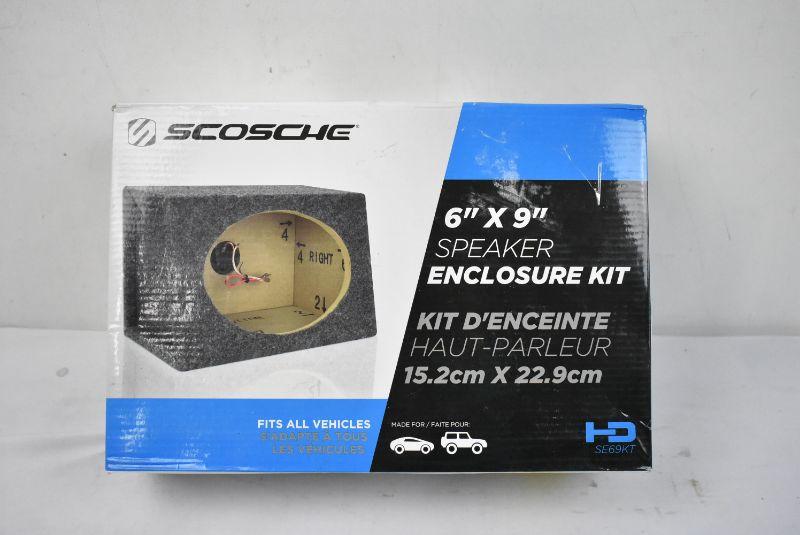 SCOSCHE
6" X 9"
SPEAKER
ENCLOSURE KIT
KIT D'ENCEINTE
HAUT-PARLEUR
15.2cm X 22.9cm
4
4 RIGHT
2
FITS ALL VEHICLES
S'ADAPTE À TOUS
LES VÉHICULES
MADE FOR / FAITE POUR:
HD
SE69KT